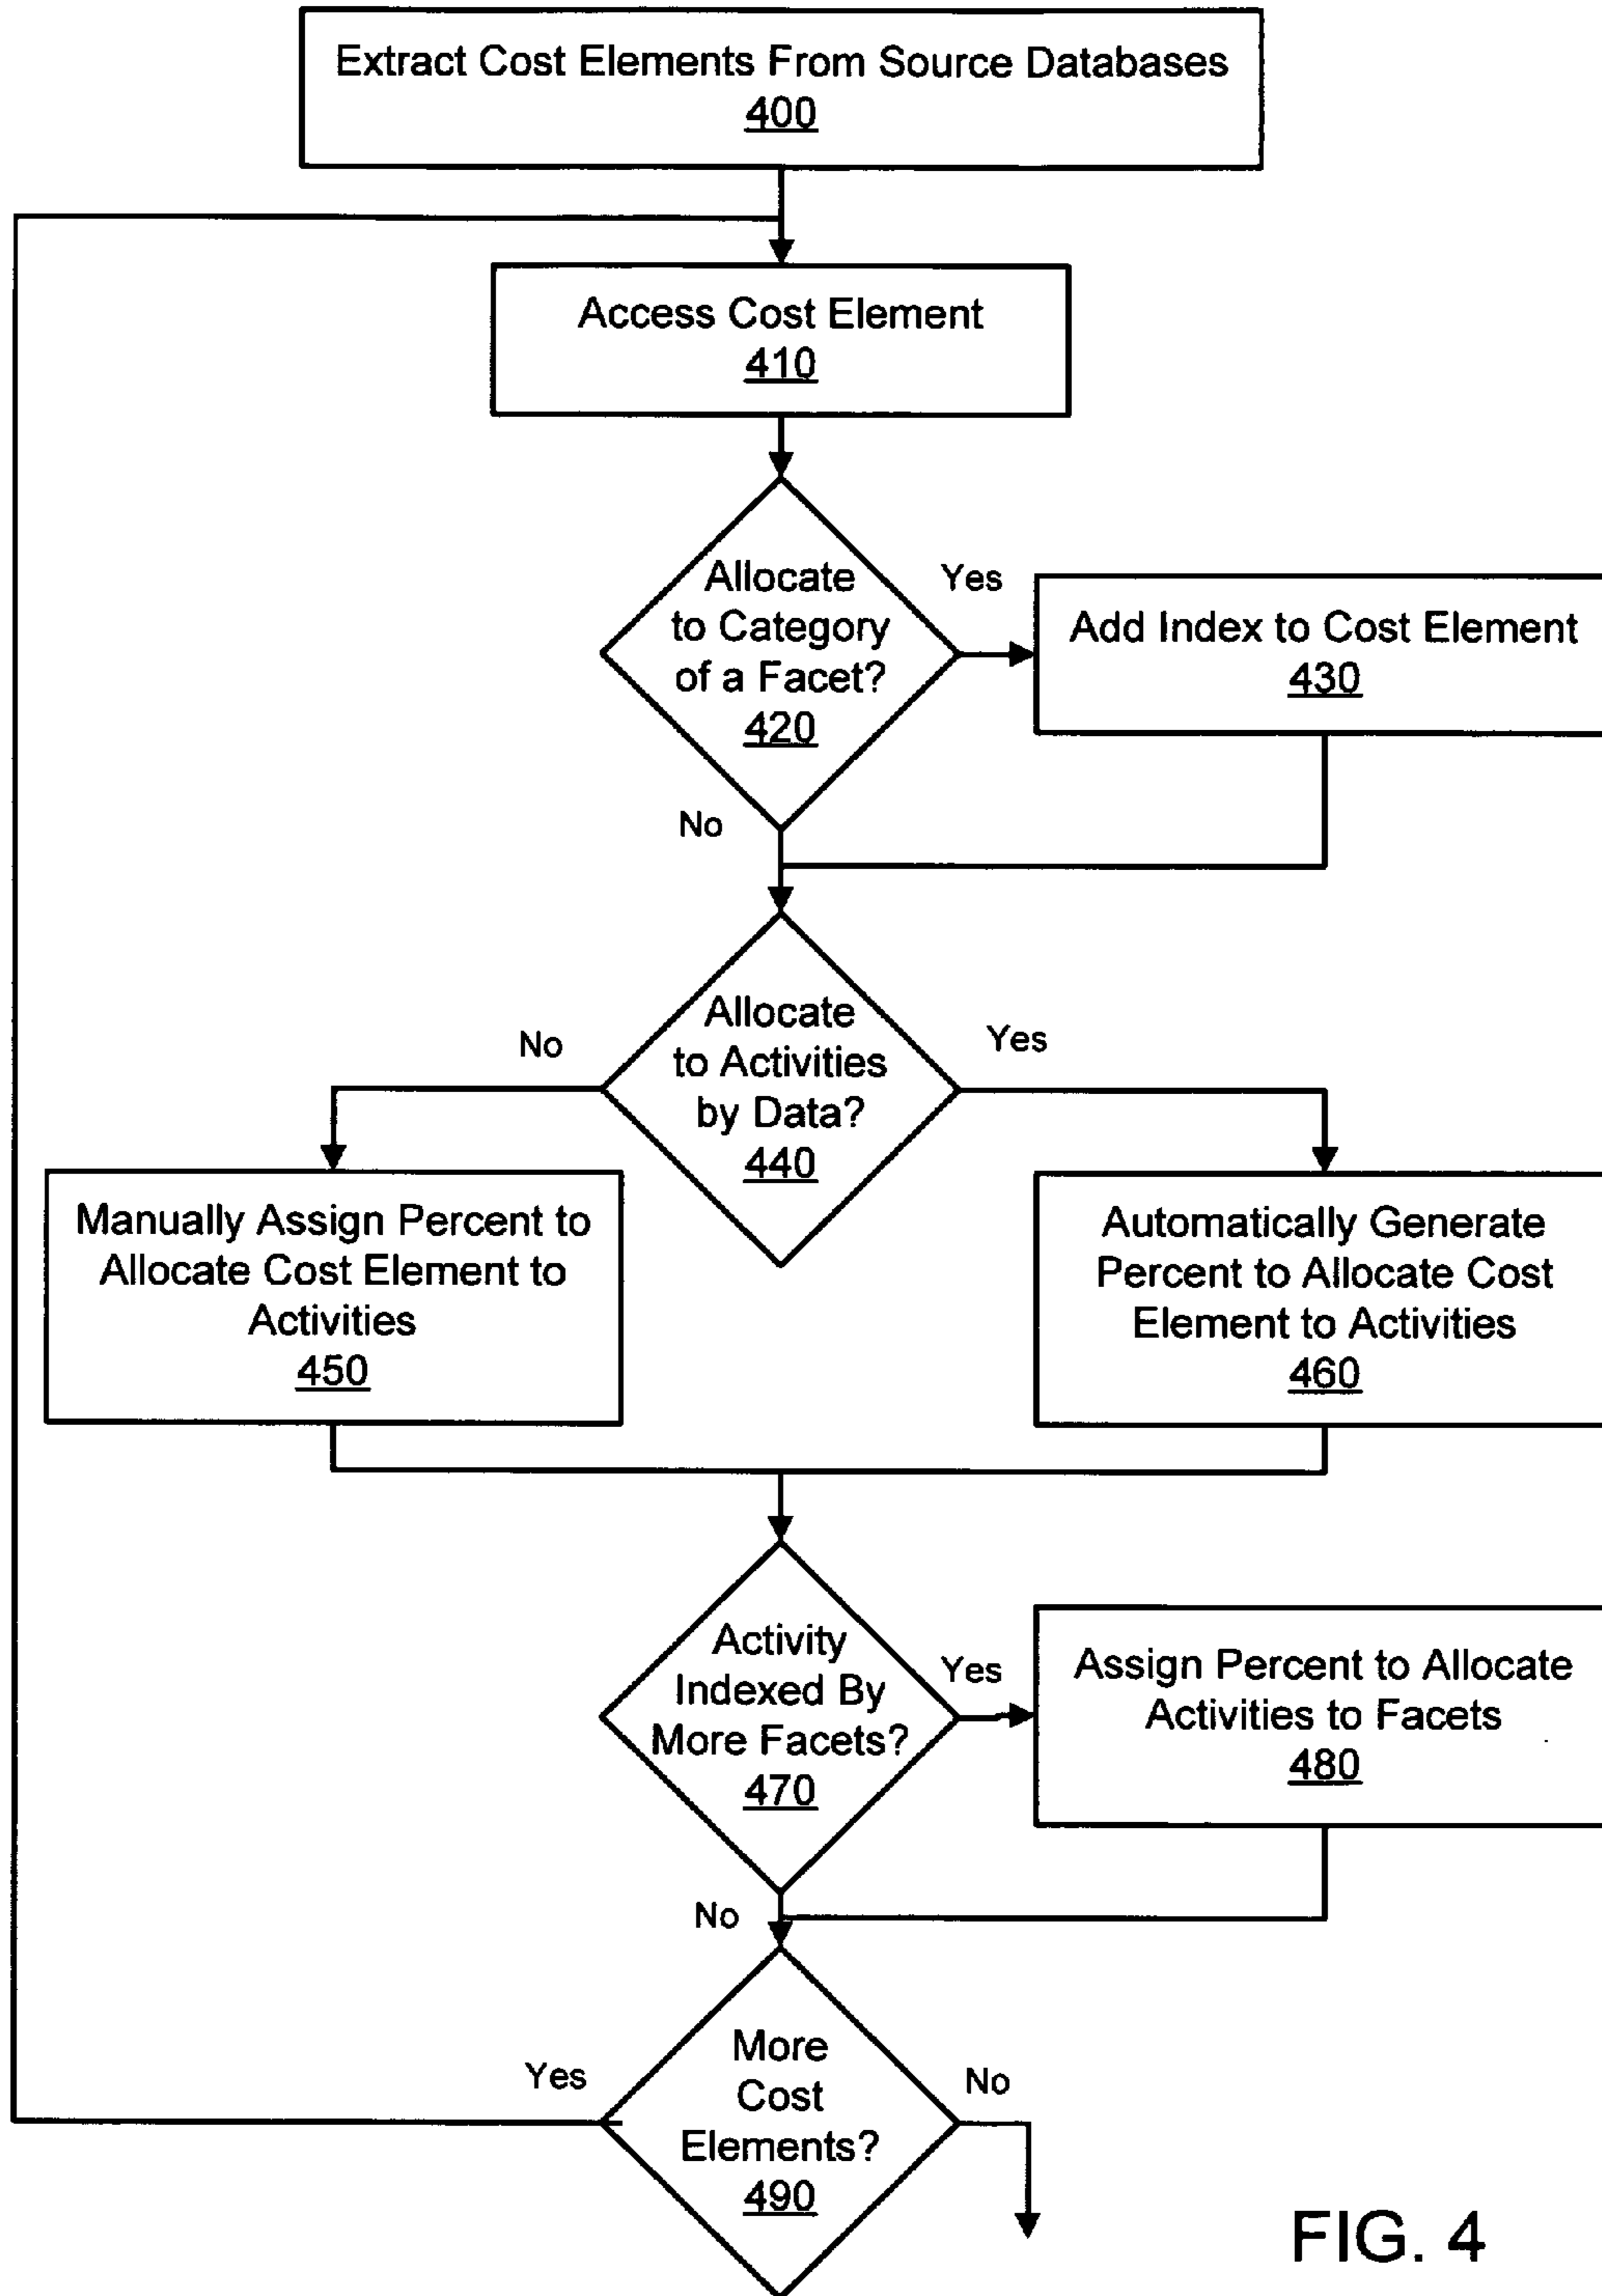 Extract Cost Elements From Source Databases
400
Access Cost Element
410
Allocate
to Category
of a Facet?
420
Yes
Add Index to Cost Element
430
No
Allocate
to Activities
by Data?
440
No
Yes
Manually Assign Percent to
Allocate Cost Element to
Activities
450
Automatically Generate
Percent to Allocate Cost
Element to Activities
460
Activity
Indexed By
More Facets?
470
Yes
Assign Percent to Allocate
Activities to Facets
480
No
More
Cost
Elements?
490
Yes
No
FIG. 4